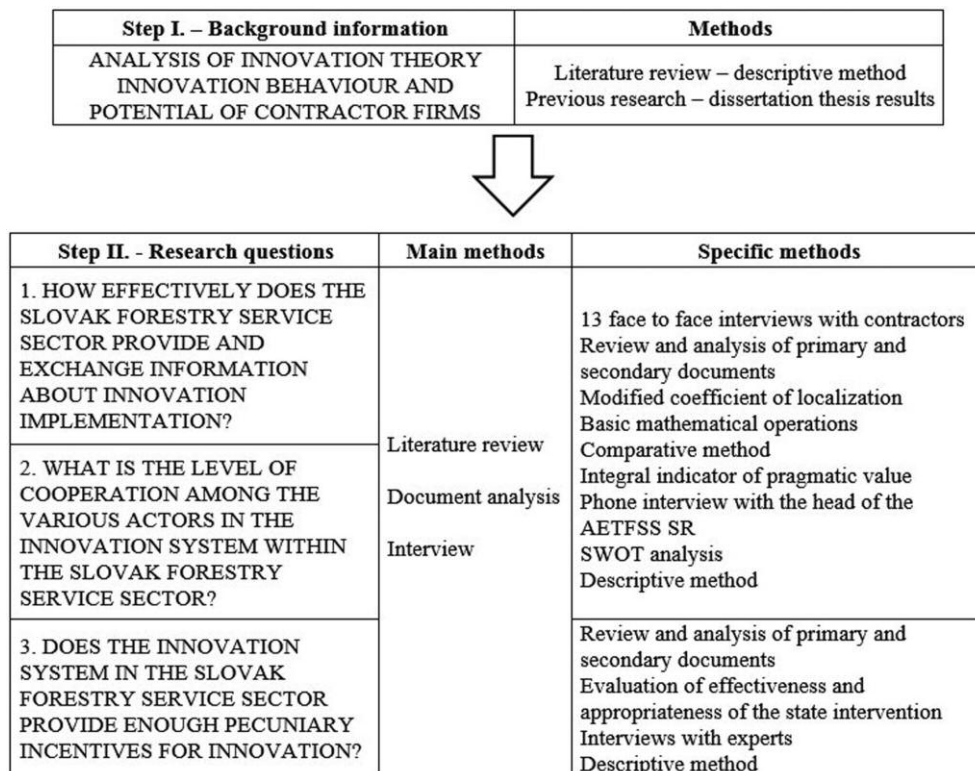 Step I. – Background information
Methods
ANALYSIS OF INNOVATION THEORY
INNOVATION BEHAVIOUR AND
POTENTIAL OF CONTRACTOR FIRMS
Literature review – descriptive method
Previous research – dissertation thesis results
Step II. - Research questions
Main methods
Specific methods
1. HOW EFFECTIVELY DOES THE
SLOVAK FORESTRY SERVICE
SECTOR PROVIDE AND
EXCHANGE INFORMATION
ABOUT INNOVATION
IMPLEMENTATION?
2. WHAT IS THE LEVEL OF
COOPERATION AMONG THE
VARIOUS ACTORS IN THE
INNOVATION SYSTEM WITHIN
THE SLOVAK FORESTRY
SERVICE SECTOR?
3. DOES THE INNOVATION
SYSTEM IN THE SLOVAK
FORESTRY SERVICE SECTOR
PROVIDE ENOUGH PECUNIARY
INCENTIVES FOR INNOVATION?
Literature review
Document analysis
Interview
13 face to face interviews with contractors
Review and analysis of primary and
secondary documents
Modified coefficient of localization
Basic mathematical operations
Comparative method
Integral indicator of pragmatic value
Phone interview with the head of the
AETFSS SR
SWOT analysis
Descriptive method
Review and analysis of primary and
secondary documents
Evaluation of effectiveness and
appropriateness of the state intervention
Interviews with experts
Descriptive method